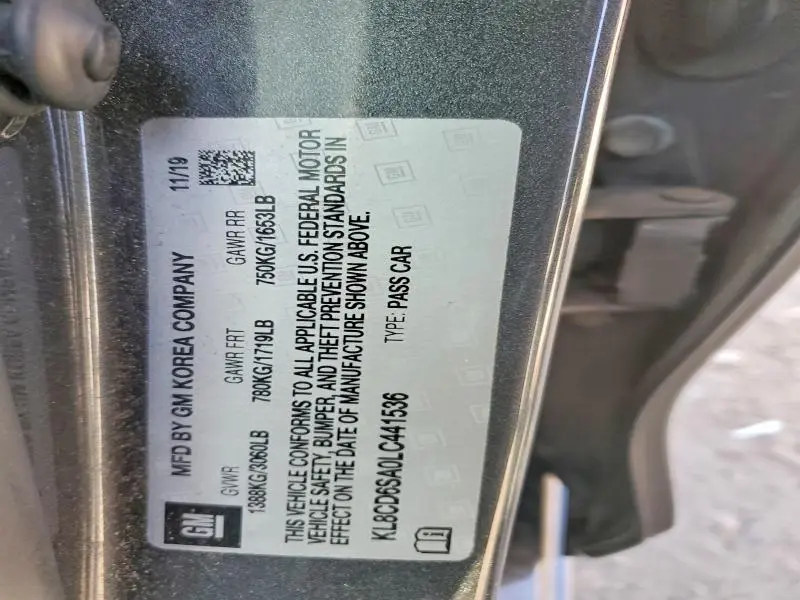 GM
MFD BY GM KOREA COMPANY 11/19
GVWR GAWR FRT GAWR RR
1388KG/3060LB 780KG/1719LB 750KG/1653LB
THIS VEHICLE CONFORMS TO ALL APPLICABLE U.S. FEDERAL MOTOR
VEHICLE SAFETY, BUMPER, AND THEFT PREVENTION STANDARDS IN
EFFECT ON THE DATE OF MANUFACTURE SHOWN ABOVE.
KL8CD6SA0LC441536 TYPE: PASS CAR